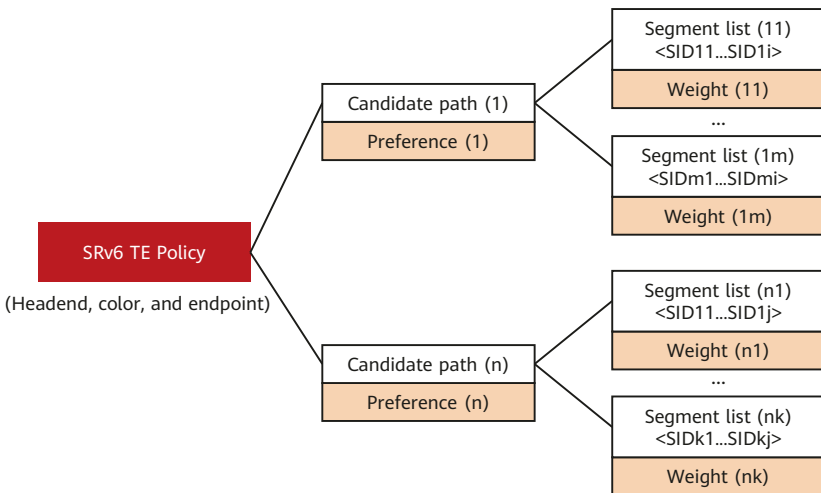 SRv6 TE Policy
(Headend, color, and endpoint)
Candidate path (1)
Preference (1)
Segment list (11)
<SID11...SID1i>
Weight (11)
...
Segment list (1m)
<SIDm1...SIDmi>
Weight (1m)
Candidate path (n)
Preference (n)
Segment list (n1)
<SID11...SID1j>
Weight (n1)
...
Segment list (nk)
<SIDk1...SIDkj>
Weight (nk)